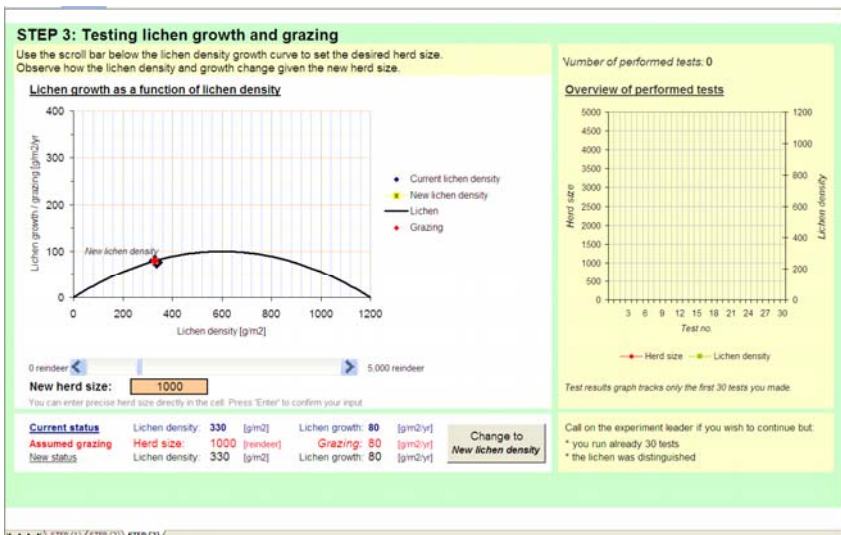 STEP 3: Testing lichen growth and grazing
Use the scroll bar below the lichen density growth curve to set the desired herd size.
Observe how the lichen density and growth change given the new herd size.
Lichen growth as a function of lichen density
400
300
200
100
0
Lichen growth / grazing [g/m2/yr]
New lichen density
0 200 400 600 800 1000 1200
Lichen density [g/m2]
Current lichen density
New lichen density
Lichen
Grazing
0 reindeer
5,000 reindeer
New herd size: 1000
You can enter precise herd size directly in the cell. Press 'Enter' to confirm your input
Current status Lichen density: 330 [g/m2] Lichen growth: 80 [g/m2/yr]
Assumed grazing Herd size: 1000 [reindeer] Grazing: 80 [g/m2/yr]
New status Lichen density: 330 [g/m2] Lichen growth: 80 [g/m2/yr]
Change to
New lichen density
Number of performed tests: 0
Overview of performed tests
5000
4500
4000
3500
3000
2500
2000
1500
1000
500
0
Herd size
1200
1000
800
600
400
200
0
Lichen density
3 6 9 12 15 18 21 24 27 30
Test no.
Herd size Lichen density
Test results graph tracks only the first 30 tests you made.
Call on the experiment leader if you wish to continue but:
* you run already 30 tests
* the lichen was distinguished